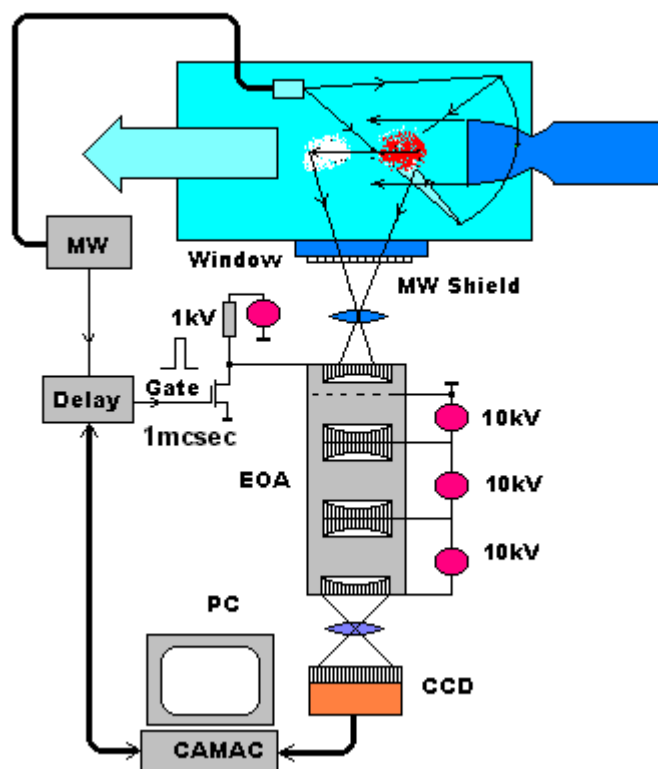 MW
Window
MW Shield
1kV
Gate
Delay
1mcsec
10kV
EOA
10kV
10kV
PC
CCD
CAMAC